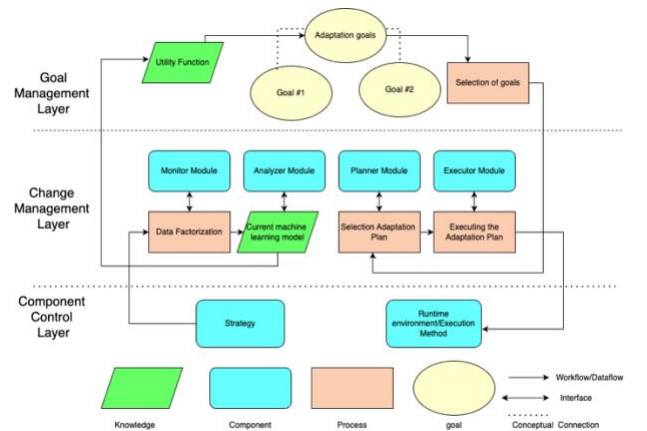 Goal
Management
Layer
Utility Function
Adaptation goals
Goal #1
Goal #2
Selection of goals
Change
Management
Layer
Monitor Module
Analyzer Module
Planner Module
Executor Module
Data Factorization
Current machine
learning model
Selection Adaptation
Plan
Executing the
Adaptation Plan
Component
Control
Layer
Strategy
Runtime
environment/Execution
Method
Knowledge
Component
Process
goal
Workflow/Dataflow
Interface
Conceptual Connection